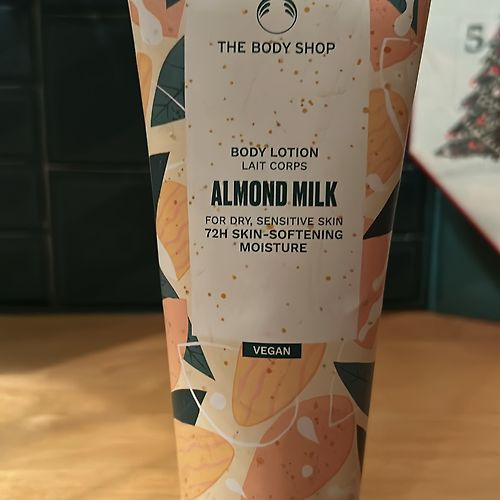 THE BODY SHOP
5
BODY LOTION
LAIT CORPS
ALMOND MILK
FOR DRY, SENSITIVE SKIN
72H SKIN-SOFTENING
MOISTURE
VEGAN